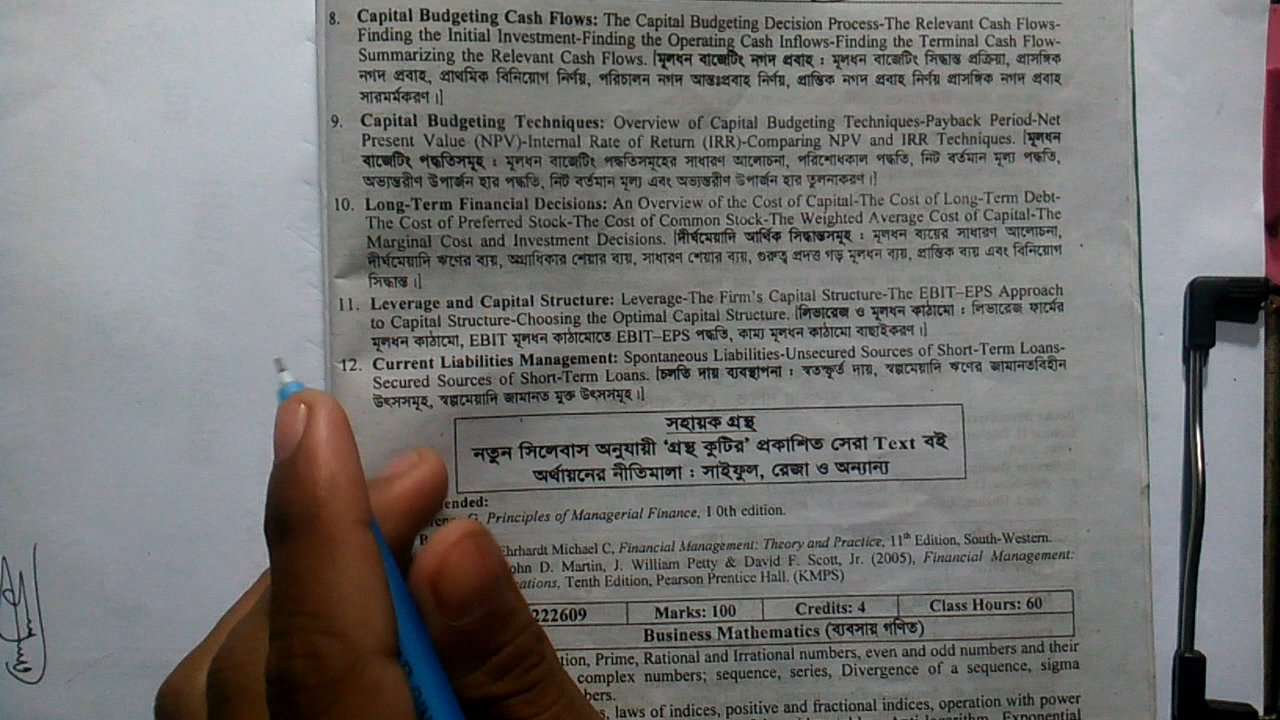 8. Capital Budgeting Cash Flows: The Capital Budgeting Decision Process-The Relevant Cash Flows-
Finding the Initial Investment-Finding the Operating Cash Inflows-Finding the Terminal Cash Flow-
Summarizing the Relevant Cash Flows. [মূলধন বাজেটিং নগদ প্রবাহ : মূলধন বাজেটিং সিদ্ধান্ত প্রক্রিয়া, প্রাসঙ্গিক
নগদ প্রবাহ, প্রাথমিক বিনিয়োগ নির্ণয়, পরিচালন নগদ আন্তঃপ্রবাহ নির্ণয়, প্রান্তিক নগদ প্রবাহ নির্ণয় প্রাসঙ্গিক নগদ প্রবাহ
সারমর্মকরণ।]
9. Capital Budgeting Techniques: Overview of Capital Budgeting Techniques-Payback Period-Net
Present Value (NPV)-Internal Rate of Return (IRR)-Comparing NPV and IRR Techniques. [মূলধন
বাজেটিং পদ্ধতিসমূহ : মূলধন বাজেটিং পদ্ধতিসমূহের সাধারণ আলোচনা, পরিশোধকাল পদ্ধতি, নিট বর্তমান মূল্য পদ্ধতি,
অভ্যন্তরীণ উপার্জন হার পদ্ধতি, নিট বর্তমান মূল্য এবং অভ্যন্তরীণ উপার্জন হার তুলনাকরণ।]
10. Long-Term Financial Decisions: An Overview of the Cost of Capital-The Cost of Long-Term Debt-
The Cost of Preferred Stock-The Cost of Common Stock-The Weighted Average Cost of Capital-The
Marginal Cost and Investment Decisions. [দীর্ঘমেয়াদি আর্থিক সিদ্ধান্তসমূহ : মূলধন ব্যয়ের সাধারণ আলোচনা,
দীর্ঘমেয়াদি ঋণের ব্যয়, অগ্রাধিকার শেয়ার ব্যয়, সাধারণ শেয়ার ব্যয়, গুরুত্ব প্রদত্ত গড় মূলধন ব্যয়, প্রান্তিক ব্যয় এবং বিনিয়োগ
সিদ্ধান্ত।]
11. Leverage and Capital Structure: Leverage-The Firm's Capital Structure-The EBIT–EPS Approach
to Capital Structure-Choosing the Optimal Capital Structure. [লিভারেজ ও মূলধন কাঠামো : লিভারেজ ফার্মের
মূলধন কাঠামো, EBIT মূলধন কাঠামোতে EBIT–EPS পদ্ধতি, কাম্য মূলধন কাঠামো বাছাইকরণ।]
12. Current Liabilities Management: Spontaneous Liabilities-Unsecured Sources of Short-Term Loans-
Secured Sources of Short-Term Loans. [চলতি দায় ব্যবস্থাপনা : স্বতঃস্ফূর্ত দায়, স্বল্পমেয়াদি ঋণের জামানতবিহীন
উৎসসমূহ, স্বল্পমেয়াদি জামানত যুক্ত উৎসসমূহ।]
সহায়ক গ্রন্থ
নতুন সিলেবাস অনুযায়ী 'গ্রন্থ কুটির' প্রকাশিত সেরা Text বই
অর্থায়নের নীতিমালা : সাইফুল, রেজা ও অন্যান্য
ended:
G, Principles of Managerial Finance, 10th edition.
Ehrhardt Michael C, Financial Management: Theory and Practice, 11th Edition, South-Western.
ohn D. Martin, J. William Petty & David F. Scott, Jr. (2005), Financial Management:
ations, Tenth Edition, Pearson Prentice Hall. (KMPS)
222609 Marks: 100 Credits: 4 Class Hours: 60
Business Mathematics (ব্যবসায় গণিত)
tion, Prime, Rational and Irrational numbers, even and odd numbers and their
complex numbers; sequence, series, Divergence of a sequence, sigma
bers.
s, laws of indices, positive and fractional indices, operation with power
Exponential